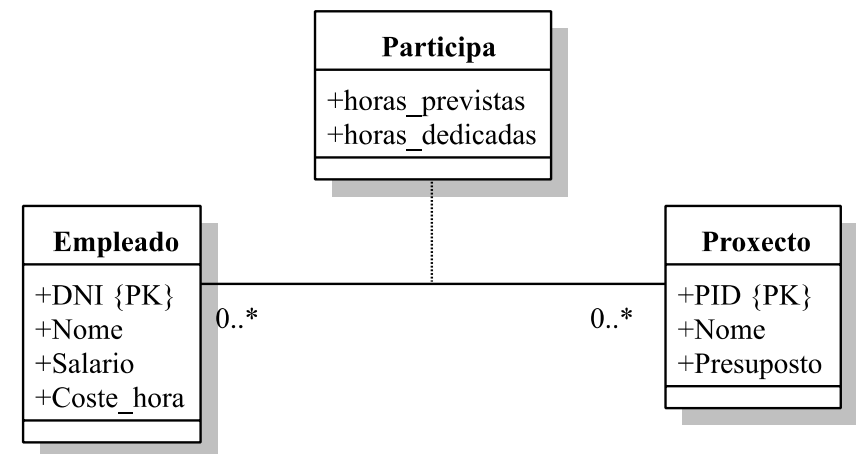 Participa
+horas_previstas
+horas_dedicadas
Empleado
+DNI {PK}
+Nome
+Salario
+Coste_hora
0..*
0..*
Proxecto
+PID {PK}
+Nome
+Presuposto